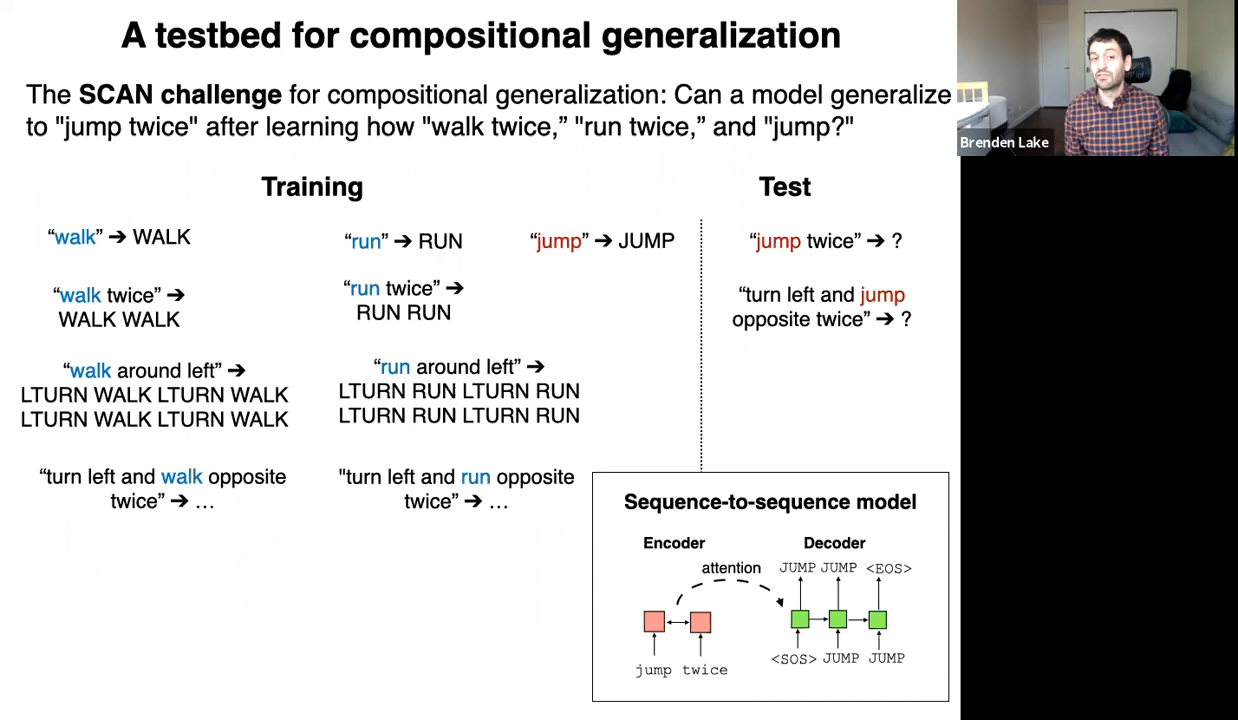 A testbed for compositional generalization
The SCAN challenge for compositional generalization: Can a model generalize
to "jump twice" after learning how "walk twice,” "run twice,” and "jump?"
Brenden Lake
Training
Test
“walk” ➔ WALK
“run” ➔ RUN
“jump” ➔ JUMP
“jump twice” ➔ ?
“walk twice” ➔
WALK WALK
“run twice” ➔
RUN RUN
“turn left and jump
opposite twice” ➔ ?
“walk around left” ➔
LTURN WALK LTURN WALK
LTURN WALK LTURN WALK
“run around left” ➔
LTURN RUN LTURN RUN
LTURN RUN LTURN RUN
“turn left and walk opposite
twice” ➔ …
"turn left and run opposite
twice” ➔ …
Sequence-to-sequence model
Encoder
Decoder
attention
JUMP JUMP <EOS>
<SOS> JUMP JUMP
jump twice